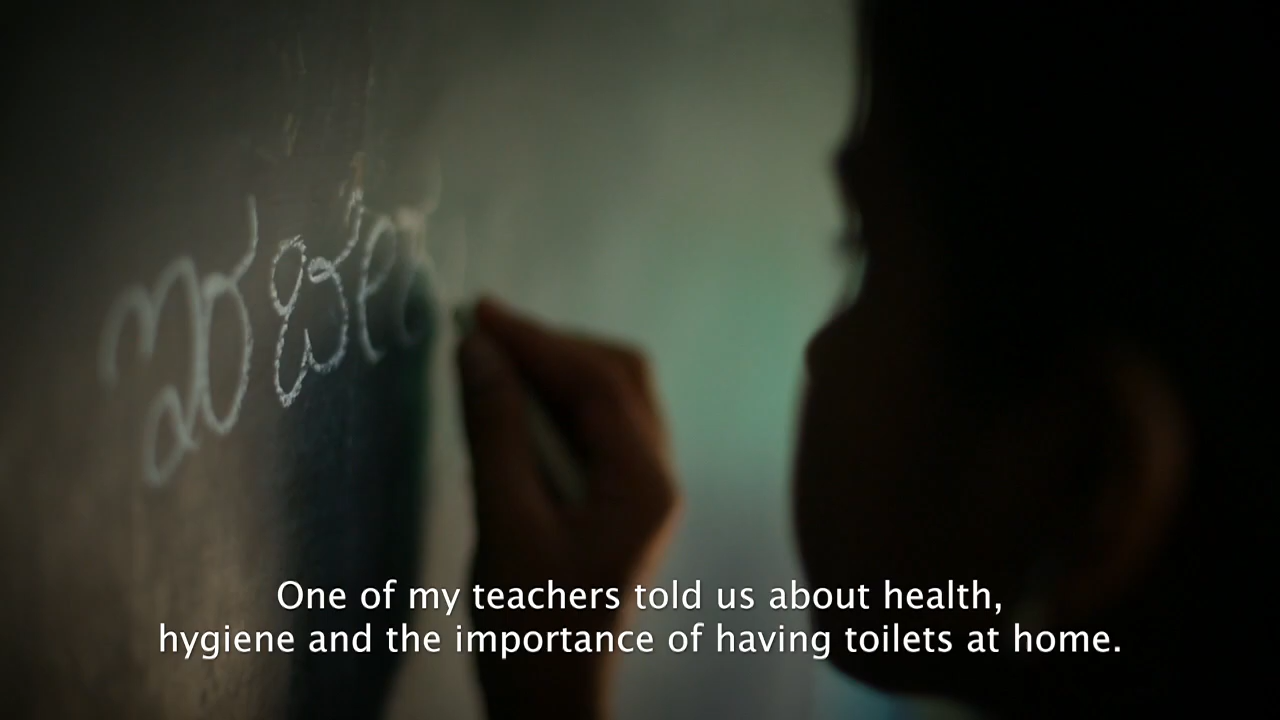 One of my teachers told us about health,
hygiene and the importance of having toilets at home.